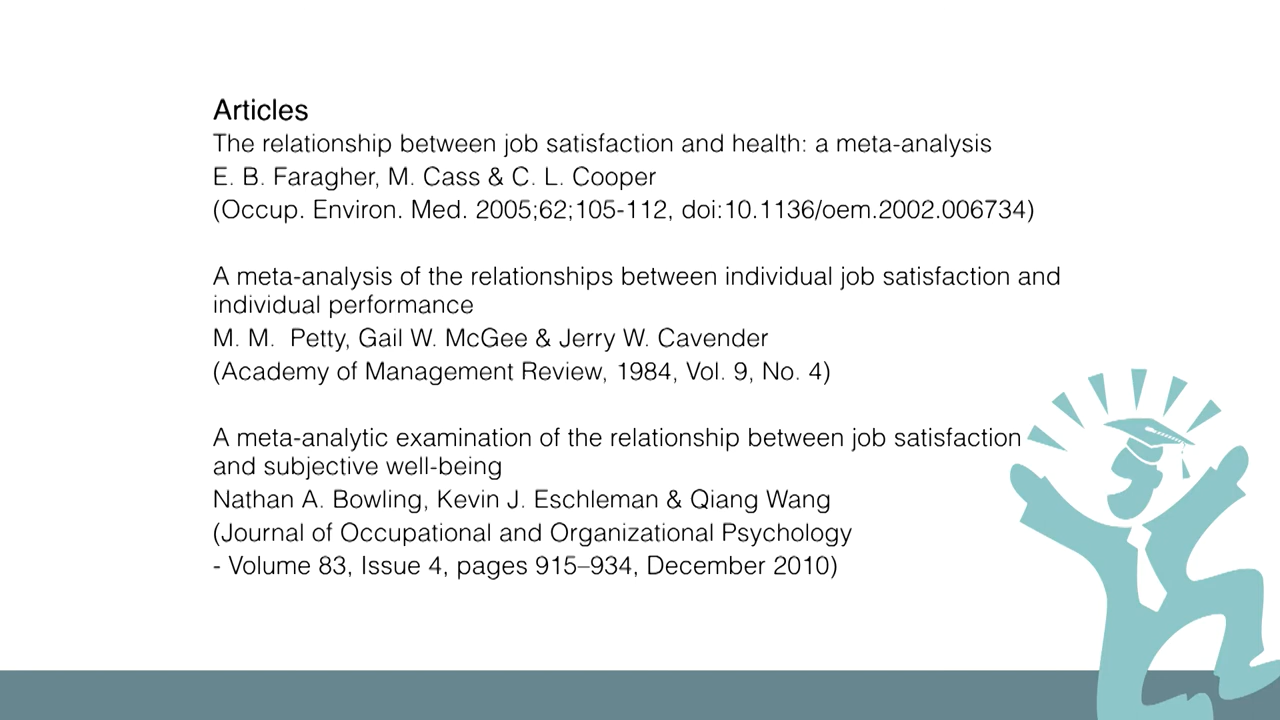 Articles
The relationship between job satisfaction and health: a meta-analysis
E. B. Faragher, M. Cass & C. L. Cooper
(Occup. Environ. Med. 2005;62;105-112, doi:10.1136/oem.2002.006734)
A meta-analysis of the relationships between individual job satisfaction and
individual performance
M. M.  Petty, Gail W. McGee & Jerry W. Cavender
(Academy of Management Review, 1984, Vol. 9, No. 4)
A meta-analytic examination of the relationship between job satisfaction
and subjective well-being
Nathan A. Bowling, Kevin J. Eschleman & Qiang Wang
(Journal of Occupational and Organizational Psychology
- Volume 83, Issue 4, pages 915–934, December 2010)